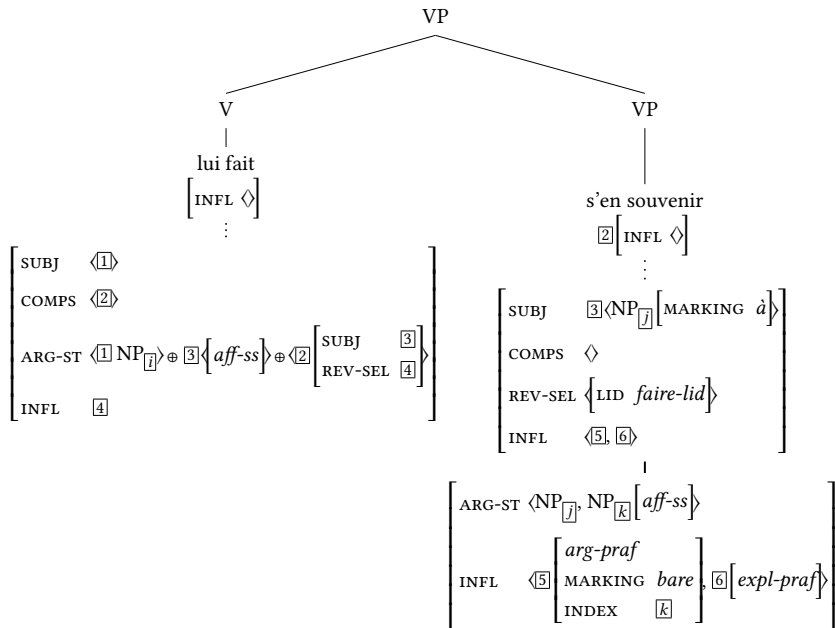 VP
V
VP
lui fait
[INFL ⟨⟩]
⋮
[SUBJ ⟨1⟩
COMPS ⟨2⟩
ARG-ST ⟨1 NP i⟩ ⊕ 3⟨[aff-ss]⟩ ⊕ ⟨2 [SUBJ 3
REV-SEL 4]⟩
INFL 4]
s’en souvenir
2 [INFL ⟨⟩]
⋮
[SUBJ 3⟨NP j [MARKING à]⟩
COMPS ⟨⟩
REV-SEL ⟨[LID faire-lid]⟩
INFL ⟨5, 6⟩]
[ARG-ST ⟨NP j, NP k [aff-ss]⟩
INFL ⟨5 [arg-praf
MARKING bare
INDEX k], 6 [expl-praf]⟩